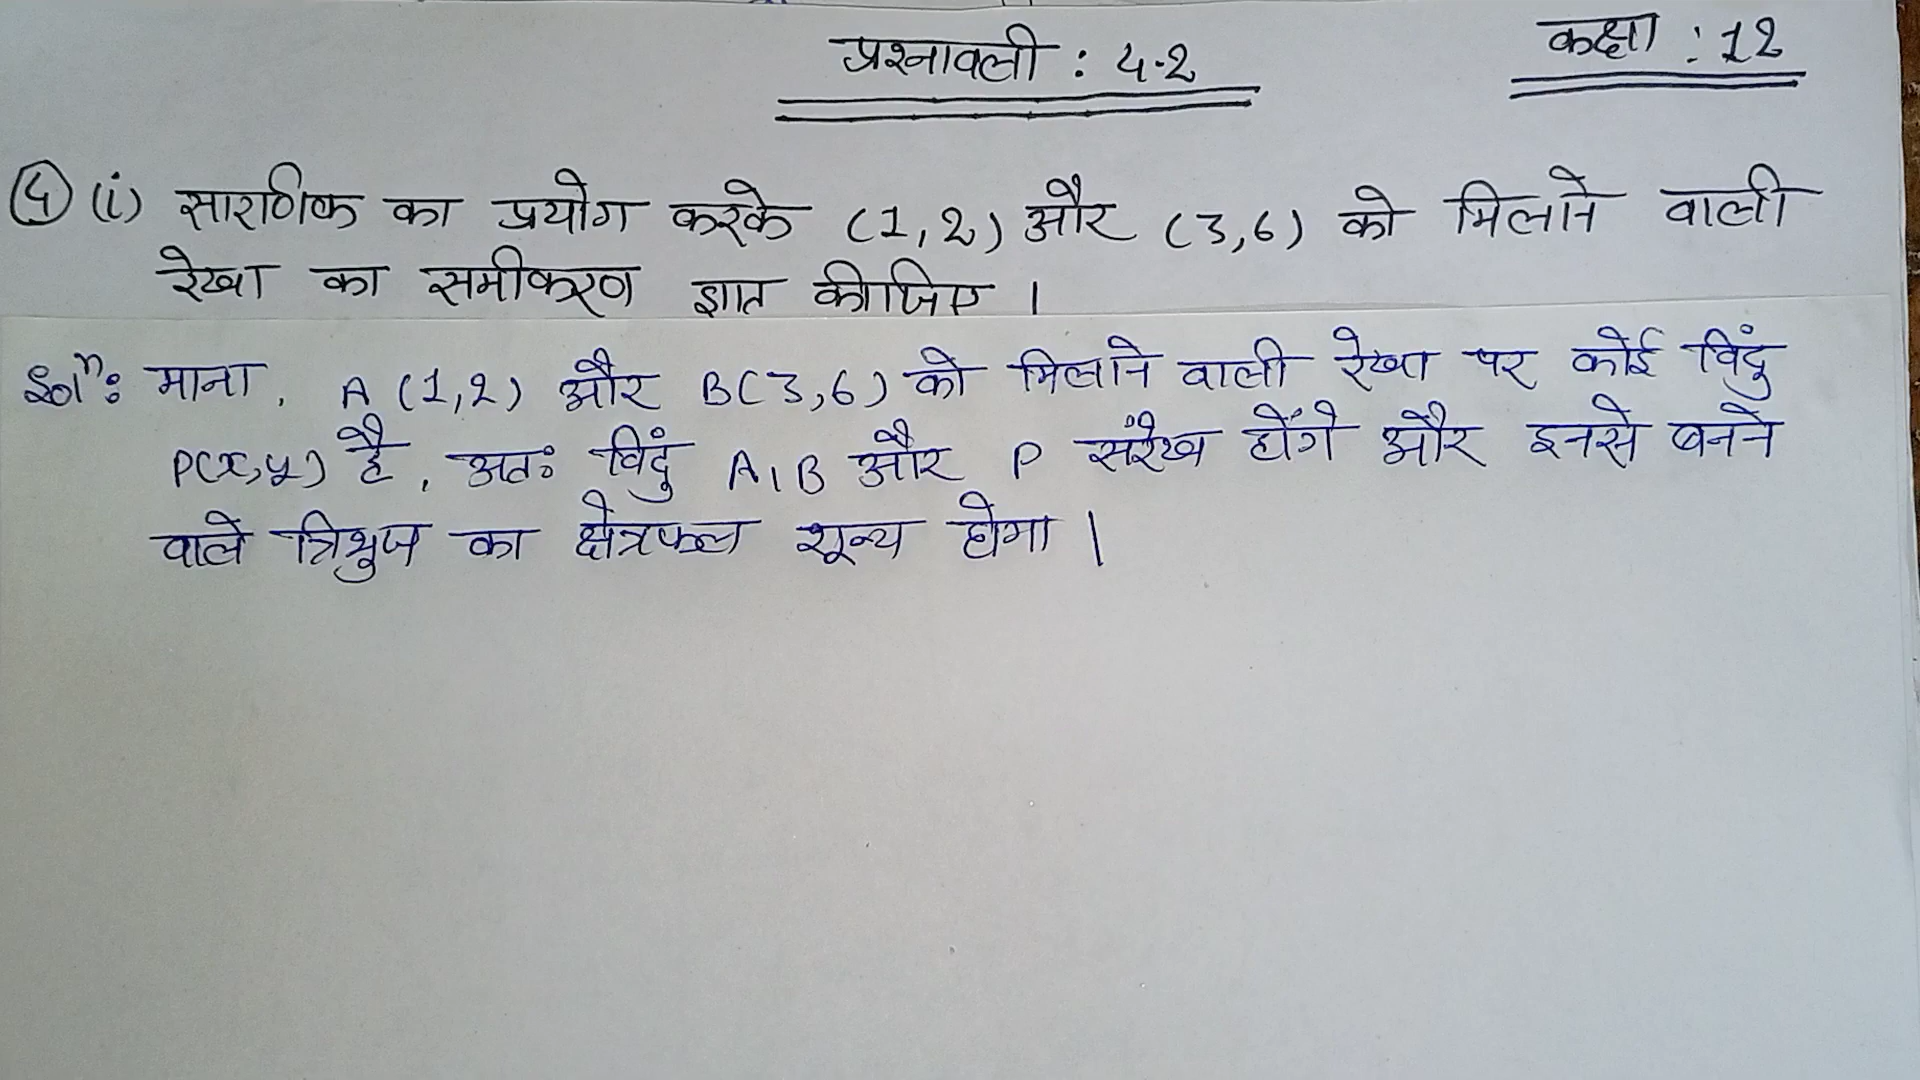 प्रश्नावली : 4.2
कक्षा : 12
④ (i) सारणिक का प्रयोग करके (1,2) और (3,6) को मिलाने वाली
रेखा का समीकरण ज्ञात कीजिए ।
Solⁿ: माना, A (1,2) और B(3,6) को मिलाने वाली रेखा पर कोई विंदुं
P(x,y) है, अतः विंदुं A,B और P संरेख होंगे और इनसे बनने
वाले त्रिभुज का क्षेत्रफल शून्य होगा |